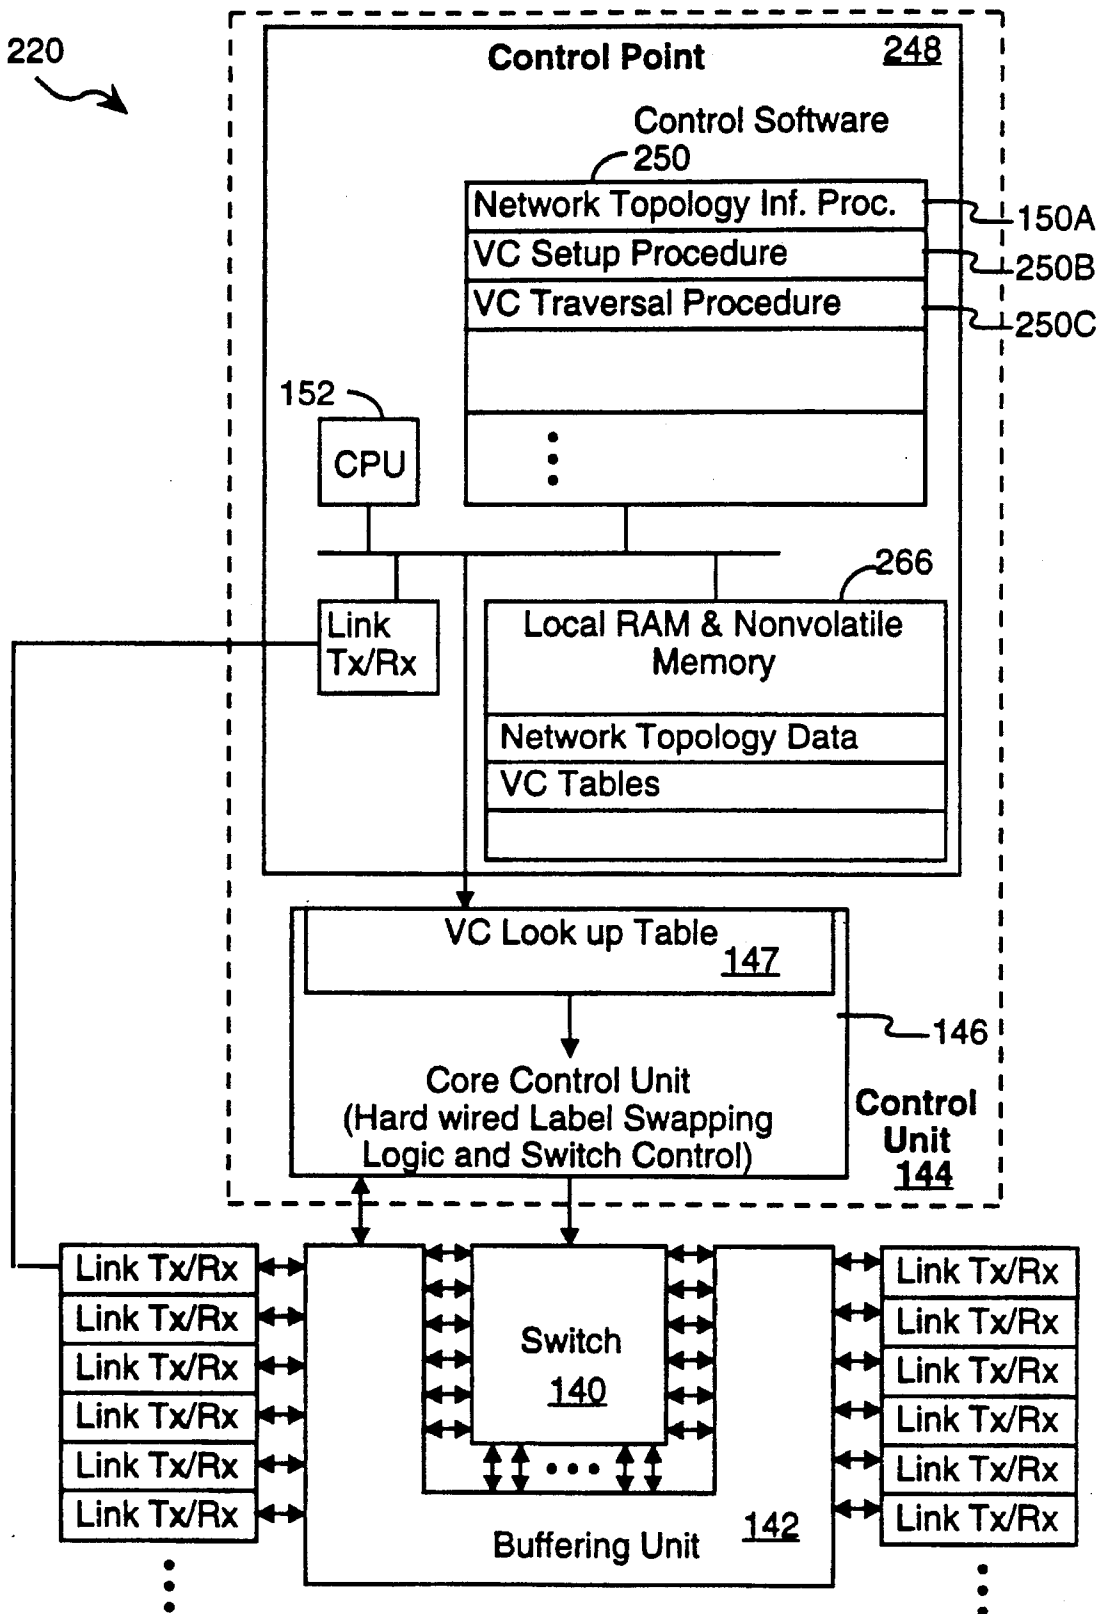 220
Control Point
248
Control Software
250
Network Topology Inf. Proc.
150A
VC Setup Procedure
250B
VC Traversal Procedure
250C
152
CPU
266
Link
Tx/Rx
Local RAM & Nonvolatile
Memory
Network Topology Data
VC Tables
VC Look up Table
147
146
Core Control Unit
(Hard wired Label Swapping
Logic and Switch Control)
Control
Unit
144
Link Tx/Rx
Link Tx/Rx
Link Tx/Rx
Link Tx/Rx
Link Tx/Rx
Link Tx/Rx
Switch
140
Buffering Unit
142
Link Tx/Rx
Link Tx/Rx
Link Tx/Rx
Link Tx/Rx
Link Tx/Rx
Link Tx/Rx